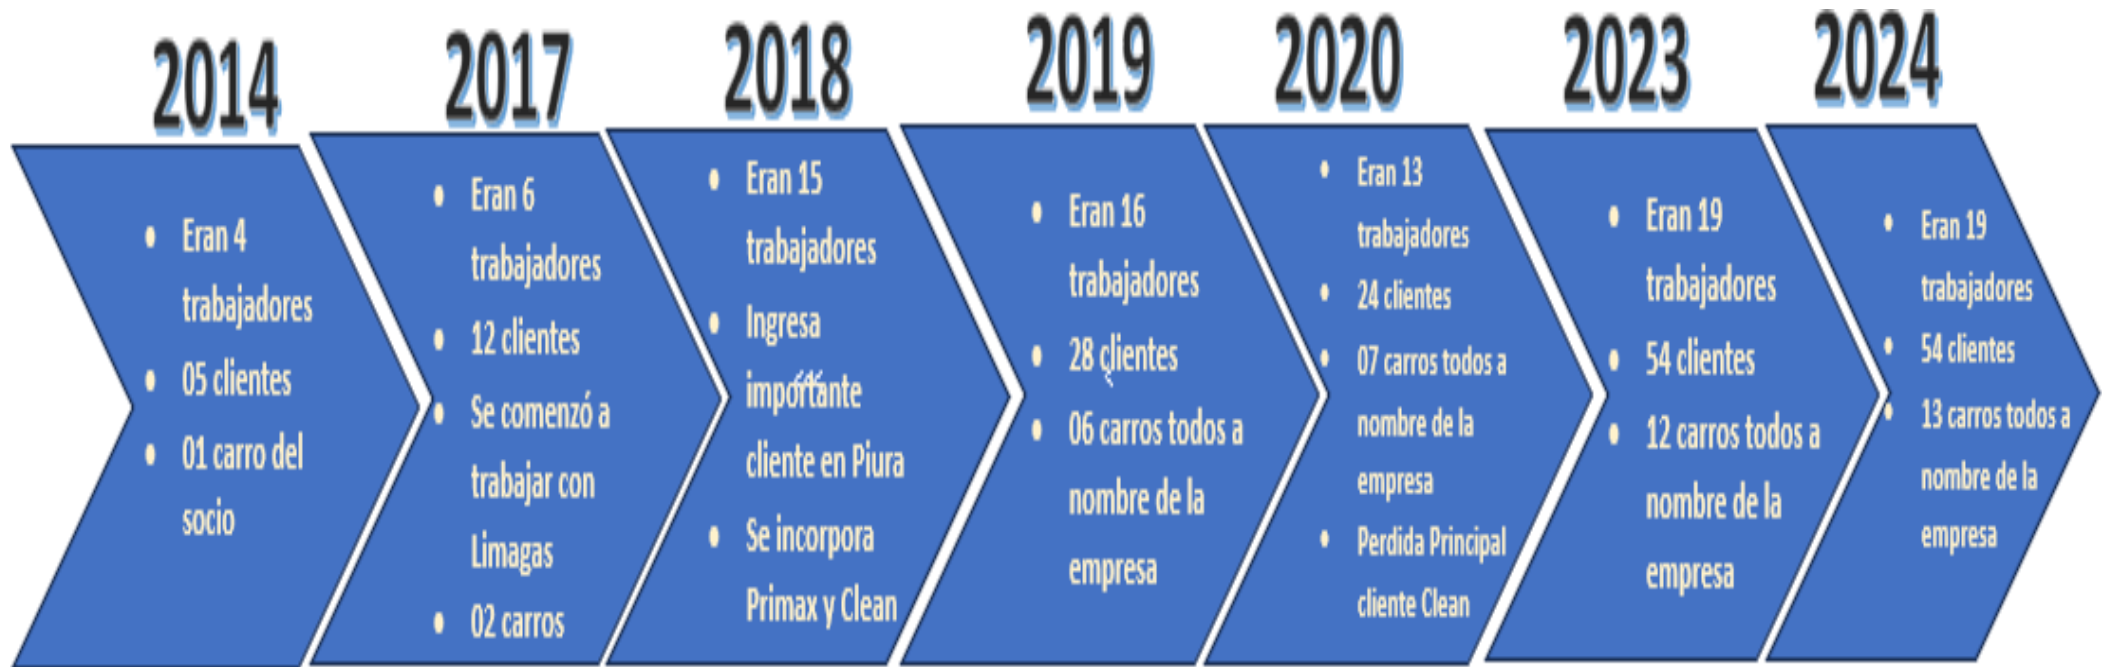 2014
• Eran 4
trabajadores
• 05 clientes
• 01 carro del
socio
2017
• Eran 6
trabajadores
• 12 clientes
• Se comenzó a
trabajar con
Limagas
• 02 carros
2018
• Eran 15
trabajadores
• Ingresa
importante
cliente en Piura
• Se incorpora
Primax y Clean
2019
• Eran 16
trabajadores
• 28 clientes
• 06 carros todos a
nombre de la
empresa
2020
• Eran 13
trabajadores
• 24 clientes
• 07 carros todos a
nombre de la
empresa
• Perdida Principal
cliente Clean
2023
• Eran 19
trabajadores
• 54 clientes
• 12 carros todos a
nombre de la
empresa
2024
• Eran 19
trabajadores
• 54 clientes
• 13 carros todos a
nombre de la
empresa